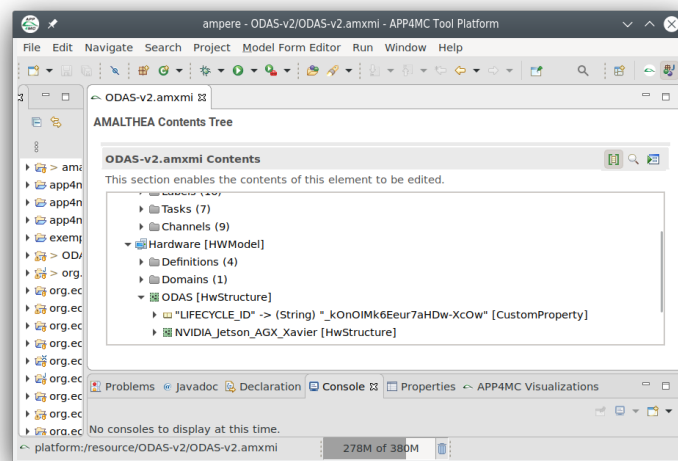 ampere - ODAS-v2/ODAS-v2.amxmi - APP4MC Tool Platform
File Edit Navigate Search Project Model Form Editor Run Window Help
ODAS-v2.amxmi
AMALTHEA Contents Tree
ODAS-v2.amxmi Contents
This section enables the contents of this element to be edited.
Labels (10)
Tasks (7)
Channels (9)
Hardware [HWModel]
Definitions (4)
Domains (1)
ODAS [HwStructure]
"LIFECYCLE_ID" -> (String) "_kOnOIMk6Eeur7aHDw-XcOw" [CustomProperty]
NVIDIA_Jetson_AGX_Xavier [HwStructure]
> ama
app4n
app4n
app4n
exemp
> ODA
> org.
org.ec
org.ec
org.ec
org.ec
org.ec
org.ec
org.ec
org.ec
org.ec
Problems Javadoc Declaration Console Properties APP4MC Visualizations
No consoles to display at this time.
platform:/resource/ODAS-v2/ODAS-v2.amxmi 278M of 380M